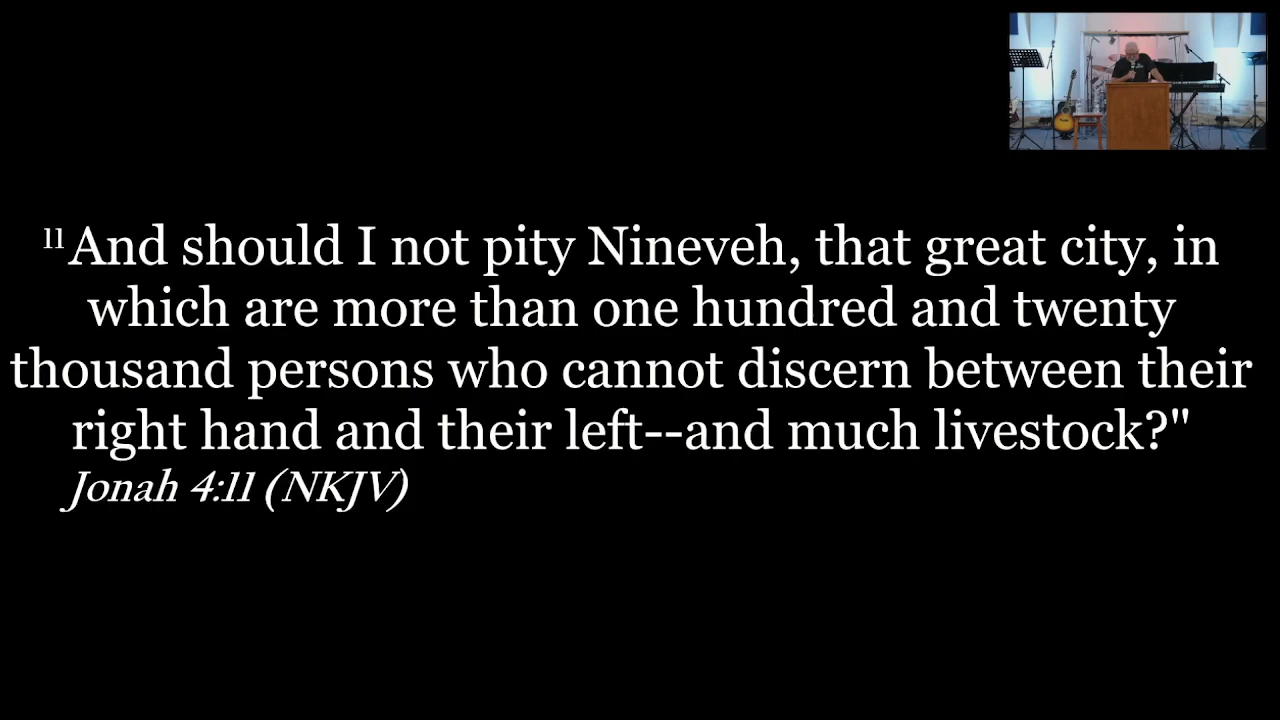 11And should I not pity Nineveh, that great city, in
which are more than one hundred and twenty
thousand persons who cannot discern between their
right hand and their left--and much livestock?"
Jonah 4:11 (NKJV)